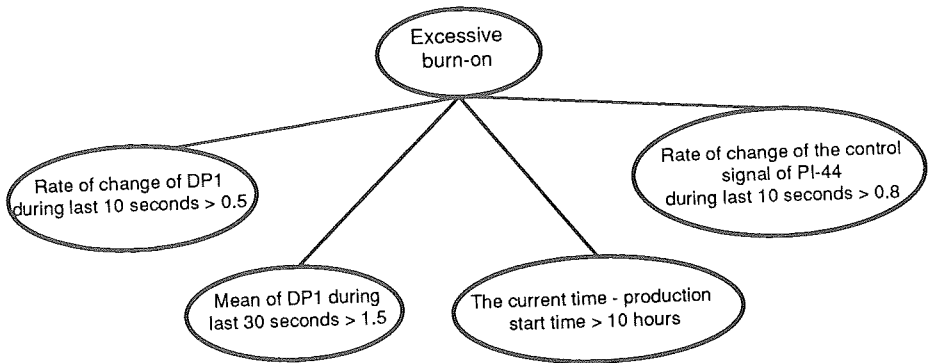 Excessive
burn-on
Rate of change of DP1
during last 10 seconds > 0.5
Mean of DP1 during
last 30 seconds > 1.5
The current time - production
start time > 10 hours
Rate of change of the control
signal of PI-44
during last 10 seconds > 0.8